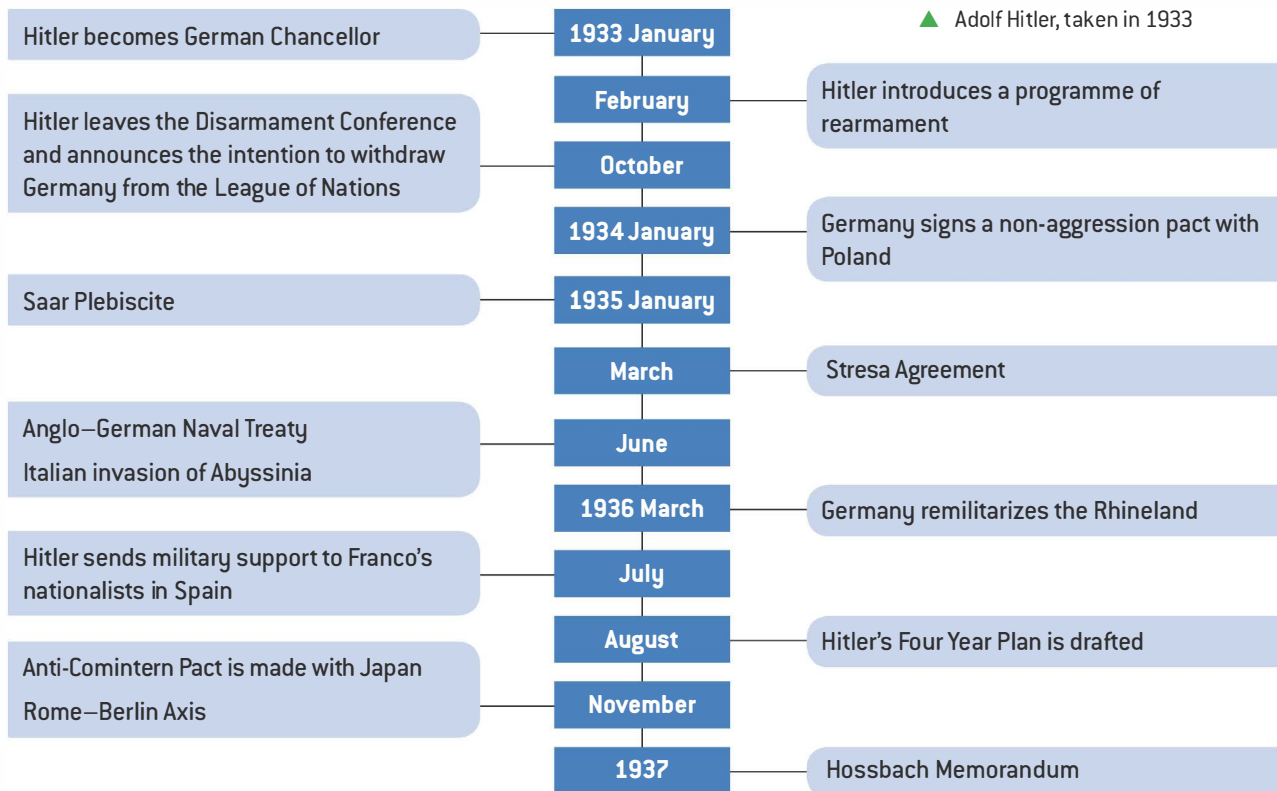 ▲ Adolf Hitler, taken in 1933
Hitler becomes German Chancellor
1933 January
February
Hitler introduces a programme of
rearmament
Hitler leaves the Disarmament Conference
and announces the intention to withdraw
Germany from the League of Nations
October
1934 January
Germany signs a non-aggression pact with
Poland
Saar Plebiscite
1935 January
March
Stresa Agreement
Anglo–German Naval Treaty
Italian invasion of Abyssinia
June
1936 March
Germany remilitarizes the Rhineland
Hitler sends military support to Franco's
nationalists in Spain
July
August
Hitler's Four Year Plan is drafted
Anti-Comintern Pact is made with Japan
Rome–Berlin Axis
November
1937
Hossbach Memorandum